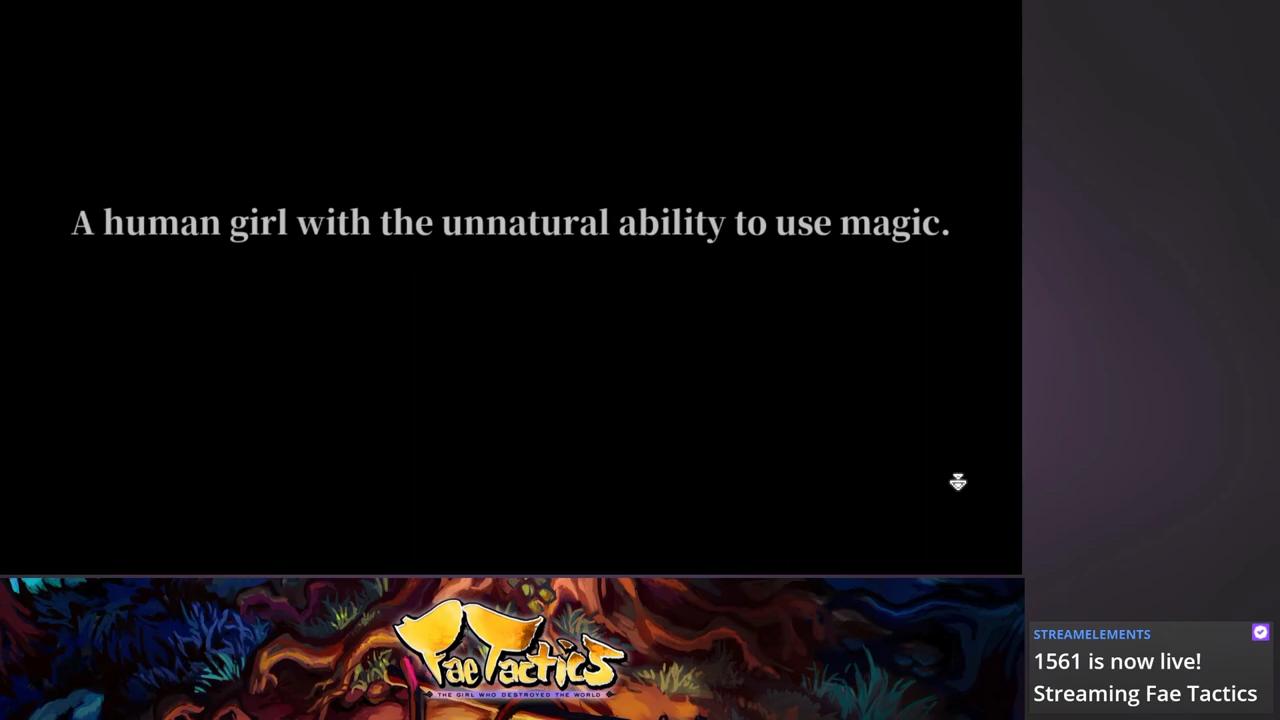 A human girl with the unnatural ability to use magic.
Fae Tactics
THE GIRL WHO DESTROYED THE WORLD
STREAMELEMENTS
1561 is now live!
Streaming Fae Tactics